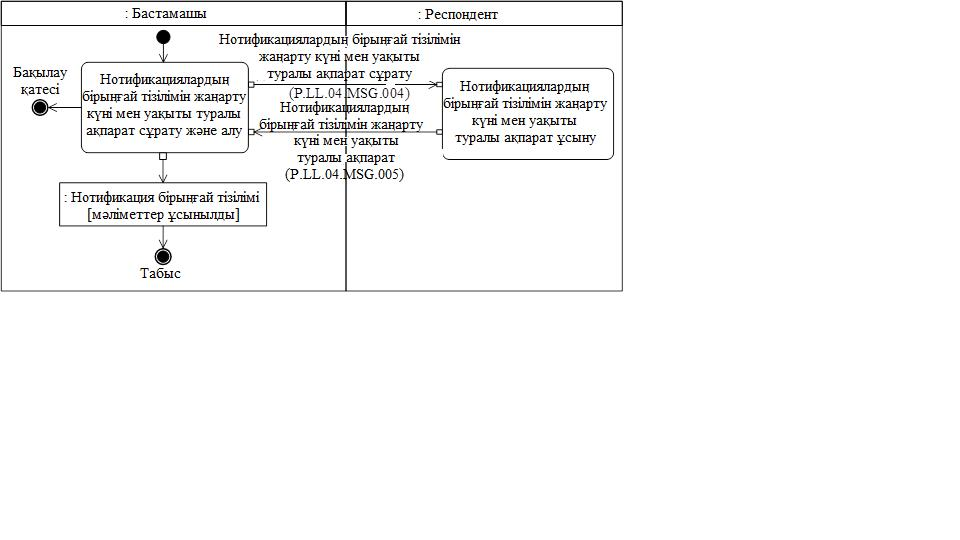 : Бастамашы
: Респондент
Нотификациялардың бірыңғай тізілімін
жаңарту күні мен уақыты
туралы ақпарат сұрату
(P.LL.04.MSG.004)
Бақылау
қатесі
Нотификациялардың
бірыңғай тізілімін жаңарту
күні мен уақыты туралы
ақпарат сұрату және алу
Нотификациялардың
бірыңғай тізілімін жаңарту
күні мен уақыты
туралы ақпарат
(P.LL.04.MSG.005)
Нотификациялардың
бірыңғай тізілімін жаңарту
күні мен уақыты
туралы ақпарат ұсыну
: Нотификация бірыңғай тізілімі
[мәліметтер ұсынылды]
Табыс